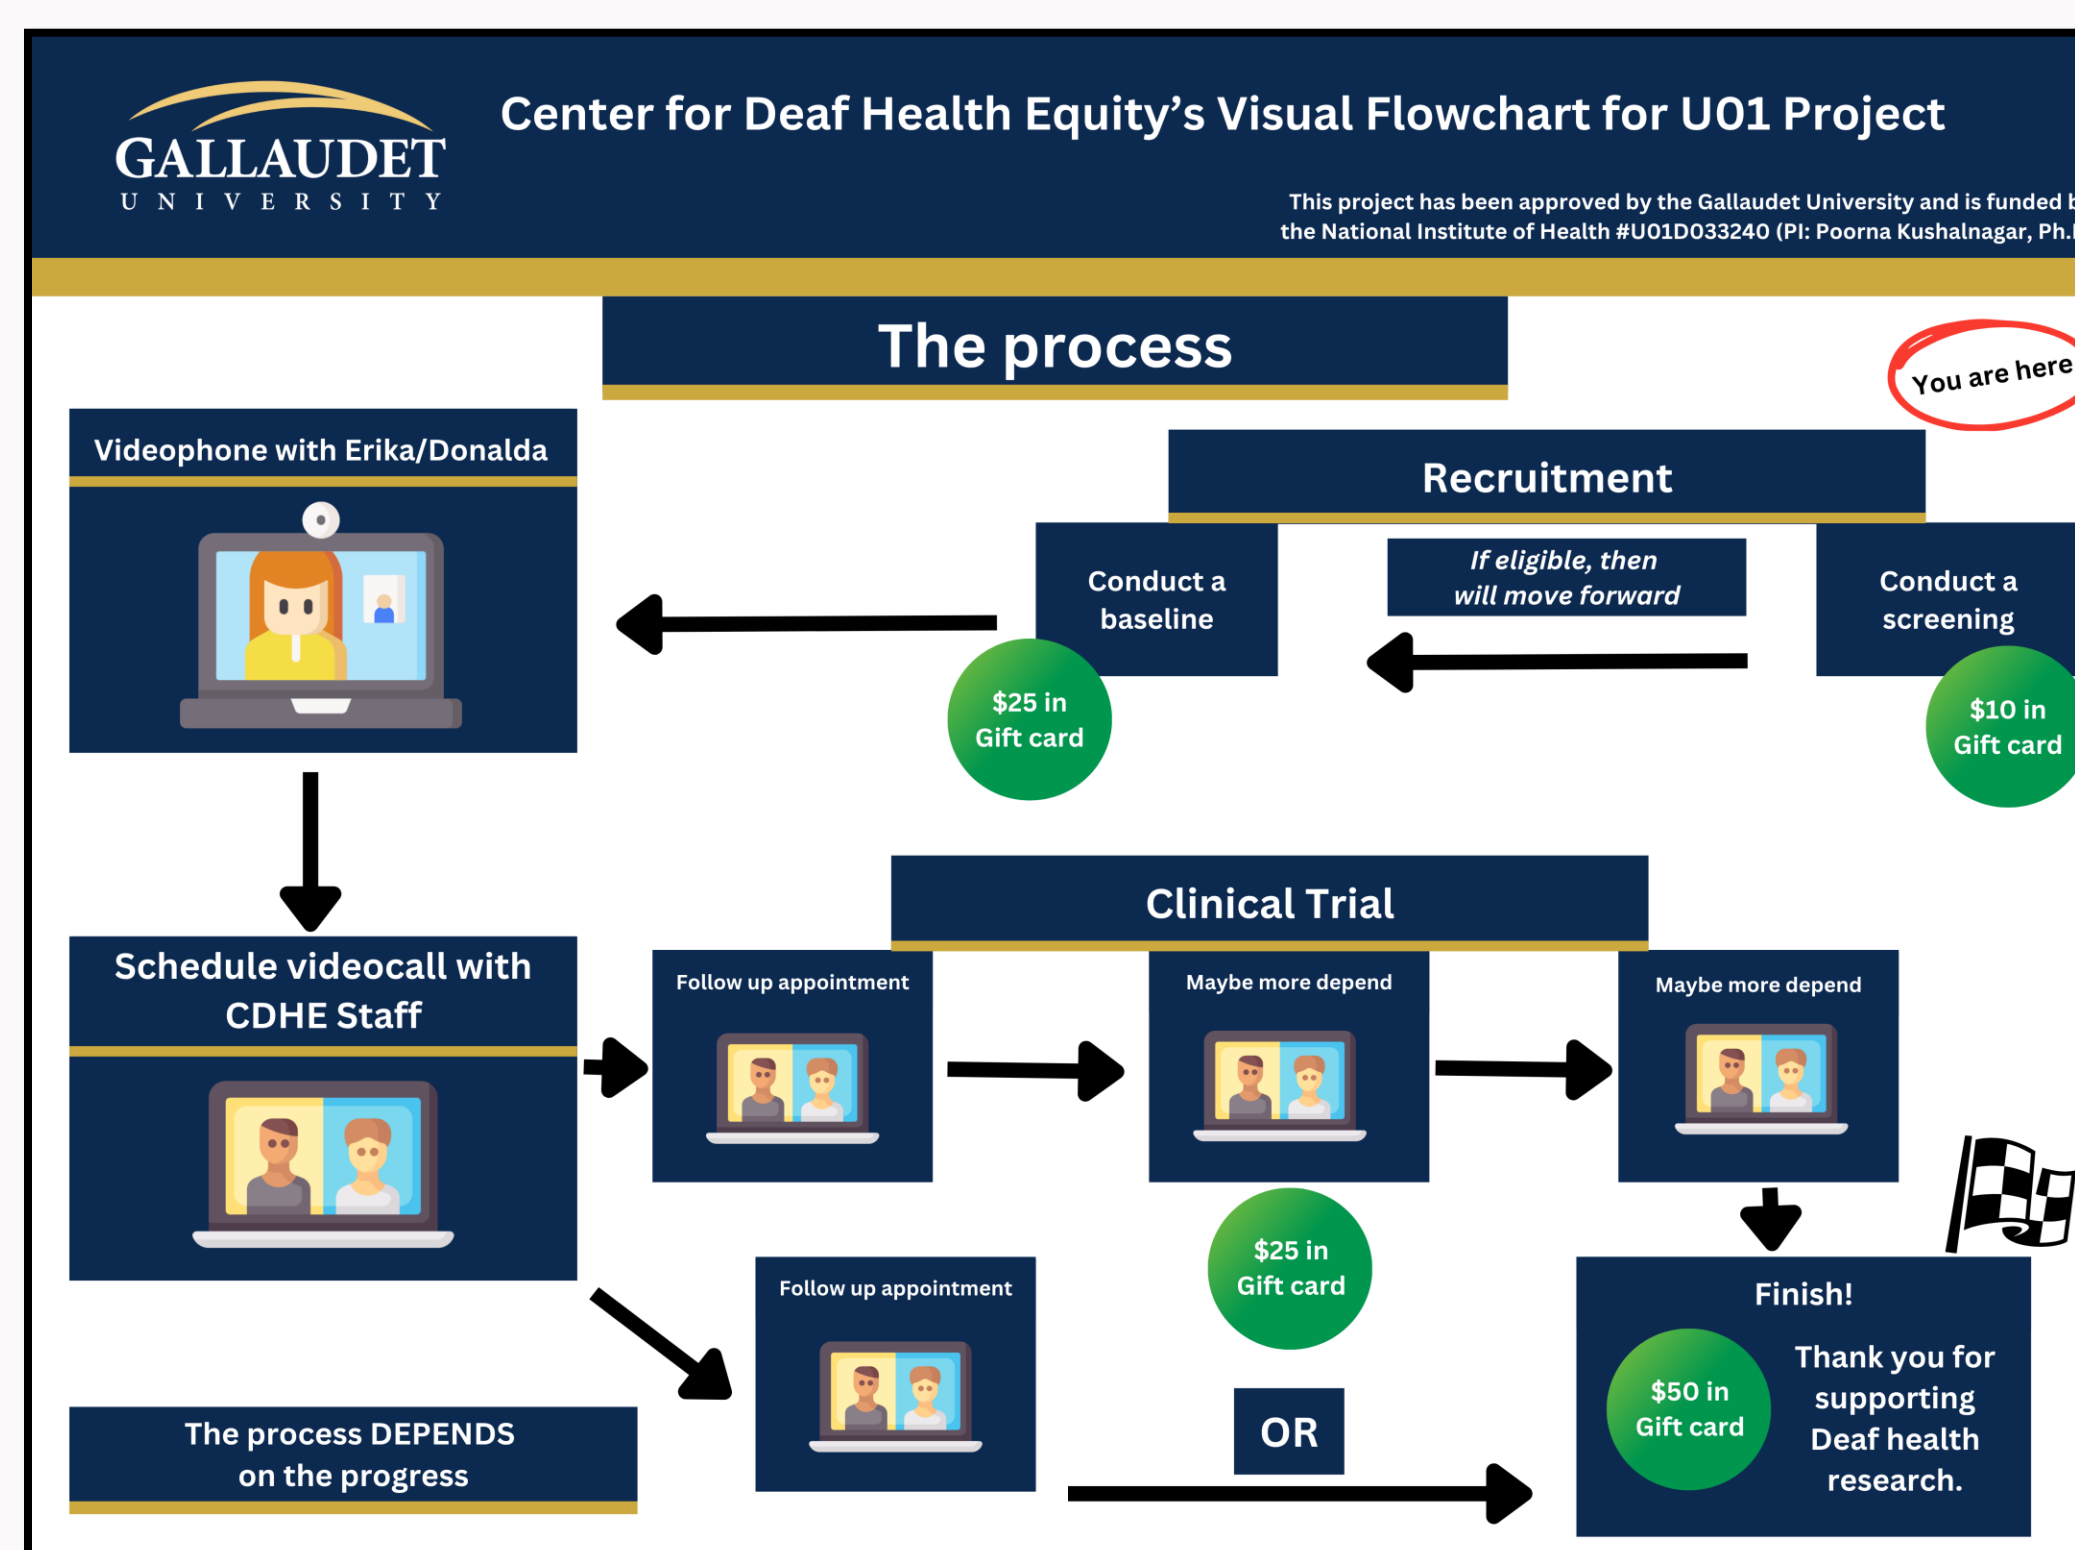 GALLAUDET
UNIVERSITY
Center for Deaf Health Equity’s Visual Flowchart for U01 Project
This project has been approved by the Gallaudet University and is funded
the National Institute of Health #U01D033240 (PI: Poorna Kushalnagar,
The process
You are here
Videophone with Erika/Donalda
Recruitment
Conduct a
baseline
If eligible, then
will move forward
Conduct a
screening
$25 in
Gift card
$10 in
Gift card
Clinical Trial
Schedule videocall with
CDHE Staff
Follow up appointment
Maybe more depend
Maybe more depend
$25 in
Gift card
Follow up appointment
OR
Finish!
$50 in
Gift card
Thank you for
supporting
Deaf health
research.
The process DEPENDS
on the progress